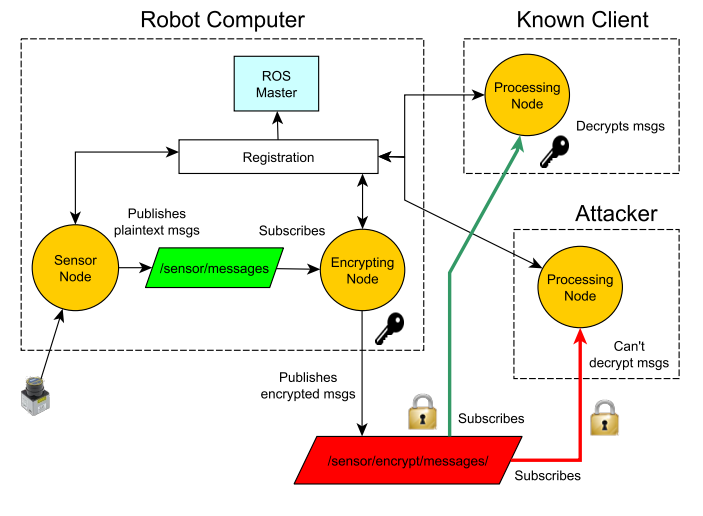 Robot Computer
Known Client
ROS
Master
Processing
Node
Decrypts msgs
Registration
Attacker
Publishes
plaintext msgs
Subscribes
Sensor
Node
/sensor/messages
Encrypting
Node
Processing
Node
Can't
decrypt msgs
Publishes
encrypted msgs
Subscribes
/sensor/encrypt/messages/
Subscribes